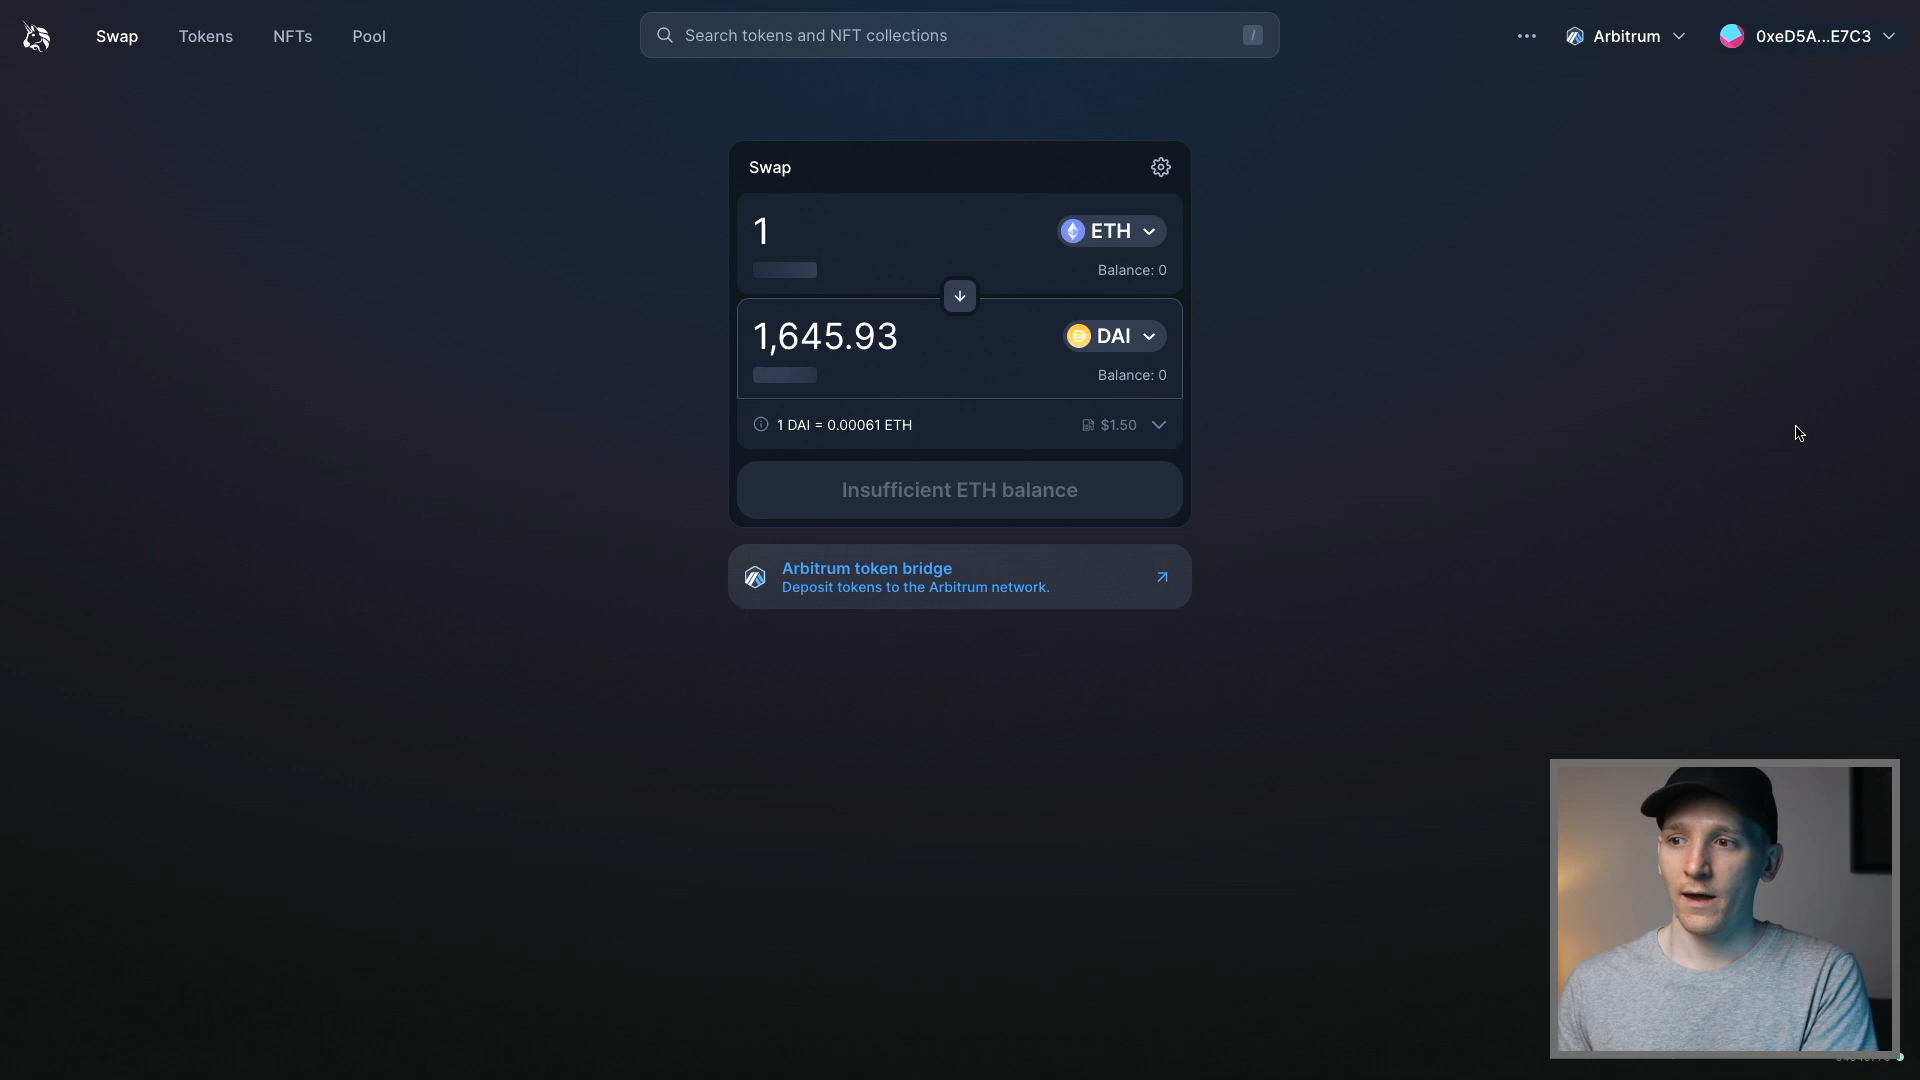 Swap
Tokens
NFTs
Pool
Search tokens and NFT collections
/
Arbitrum
0xeD5A...E7C3
Swap
1
ETH
Balance: 0
1,645.93
DAI
Balance: 0
1 DAI = 0.00061 ETH
$1.50
Insufficient ETH balance
Arbitrum token bridge
Deposit tokens to the Arbitrum network.